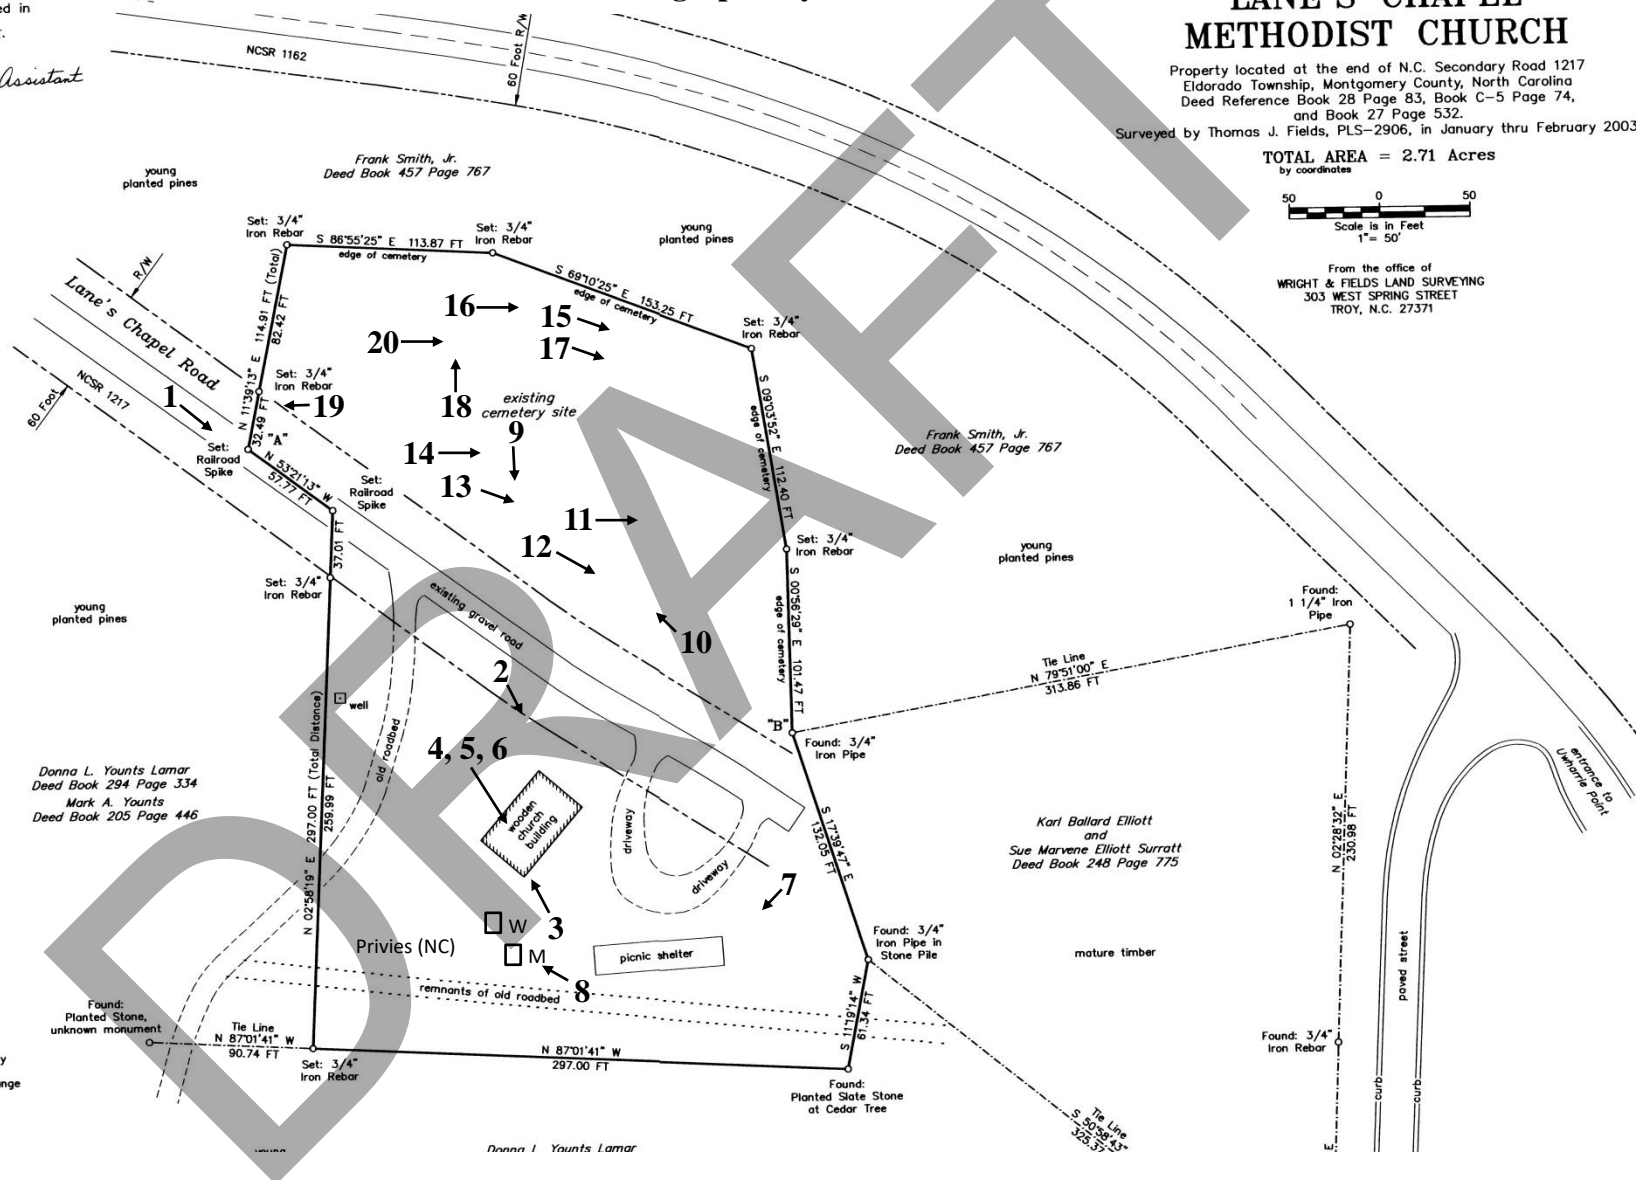 ed in
LANE'S CHAPEL
METHODIST CHURCH
Property located at the end of N.C. Secondary Road 1217
Eldorado Township, Montgomery County, North Carolina
Deed Reference Book 28 Page 83, Book C-5 Page 74,
and Book 27 Page 532.
Surveyed by Thomas J. Fields, PLS-2906, in January thru February 2003
TOTAL AREA = 2.71 Acres
by coordinates
50 0 50
Scale is in Feet
1"= 50'
From the office of
WRIGHT & FIELDS LAND SURVEYING
303 WEST SPRING STREET
TROY, N.C. 27371
Assistant
NCSR 1162
60 Foot R/W
DRAFT
Frank Smith, Jr.
Deed Book 457 Page 767
young
planted pines
young
planted pines
Set: 3/4"
Iron Rebar
S 86°55'25" E 113.87 FT
edge of cemetery
Set: 3/4"
Iron Rebar
S 69°10'25" E 153.25 FT
edge of cemetery
Set: 3/4"
Iron Rebar
R/W
Lane's Chapel Road
NCSR 1217
60 Foot
N 11°39'13" E 114.91 FT (Total)
82.42 FT
32.49 FT
Set: 3/4"
Iron Rebar
16
15
20
17
1
19
18
existing
cemetery site
9
14
13
11
12
10
"A"
Set:
Railroad
Spike
N 53°21'13" W
57.77 FT
Set:
Railroad
Spike
37.01 FT
Set: 3/4"
Iron Rebar
S 09°03'52" E 112.40 FT
edge of cemetery
Frank Smith, Jr.
Deed Book 457 Page 767
Set: 3/4"
Iron Rebar
S 00°56'29" E 101.47 FT
edge of cemetery
young
planted pines
young
planted pines
existing gravel road
Found:
1 1/4" Iron
Pipe
Tie Line
N 79°51'00" E
313.86 FT
"B"
Found: 3/4"
Iron Pipe
2
well
old roadbed
4, 5, 6
wooden
church
building
driveway
driveway
N 02°58'19" E 297.00 FT (Total Distance)
259.99 FT
Donna L. Younts Lamar
Deed Book 294 Page 334
Mark A. Younts
Deed Book 205 Page 446
S 17°39'47" E
132.05 FT
Karl Ballard Elliott
and
Sue Marvene Elliott Surratt
Deed Book 248 Page 775
N 02°28'32" E
230.98 FT
entrance to
Uwharrie Point
7
3
W
M
Privies (NC)
8
picnic shelter
Found: 3/4"
Iron Pipe in
Stone Pile
mature timber
paved street
remnants of old roadbed
Found:
Planted Stone,
unknown monument
Tie Line
N 87°01'41" W
90.74 FT
Set: 3/4"
Iron Rebar
N 87°01'41" W
297.00 FT
S 11°19'14" W
61.34 FT
Found:
Planted Slate Stone
at Cedar Tree
Found: 3/4"
Iron Rebar
curb
curb
Tie Line
S 50°58'43"
325.37
E
young
Donna L. Younts Lamar